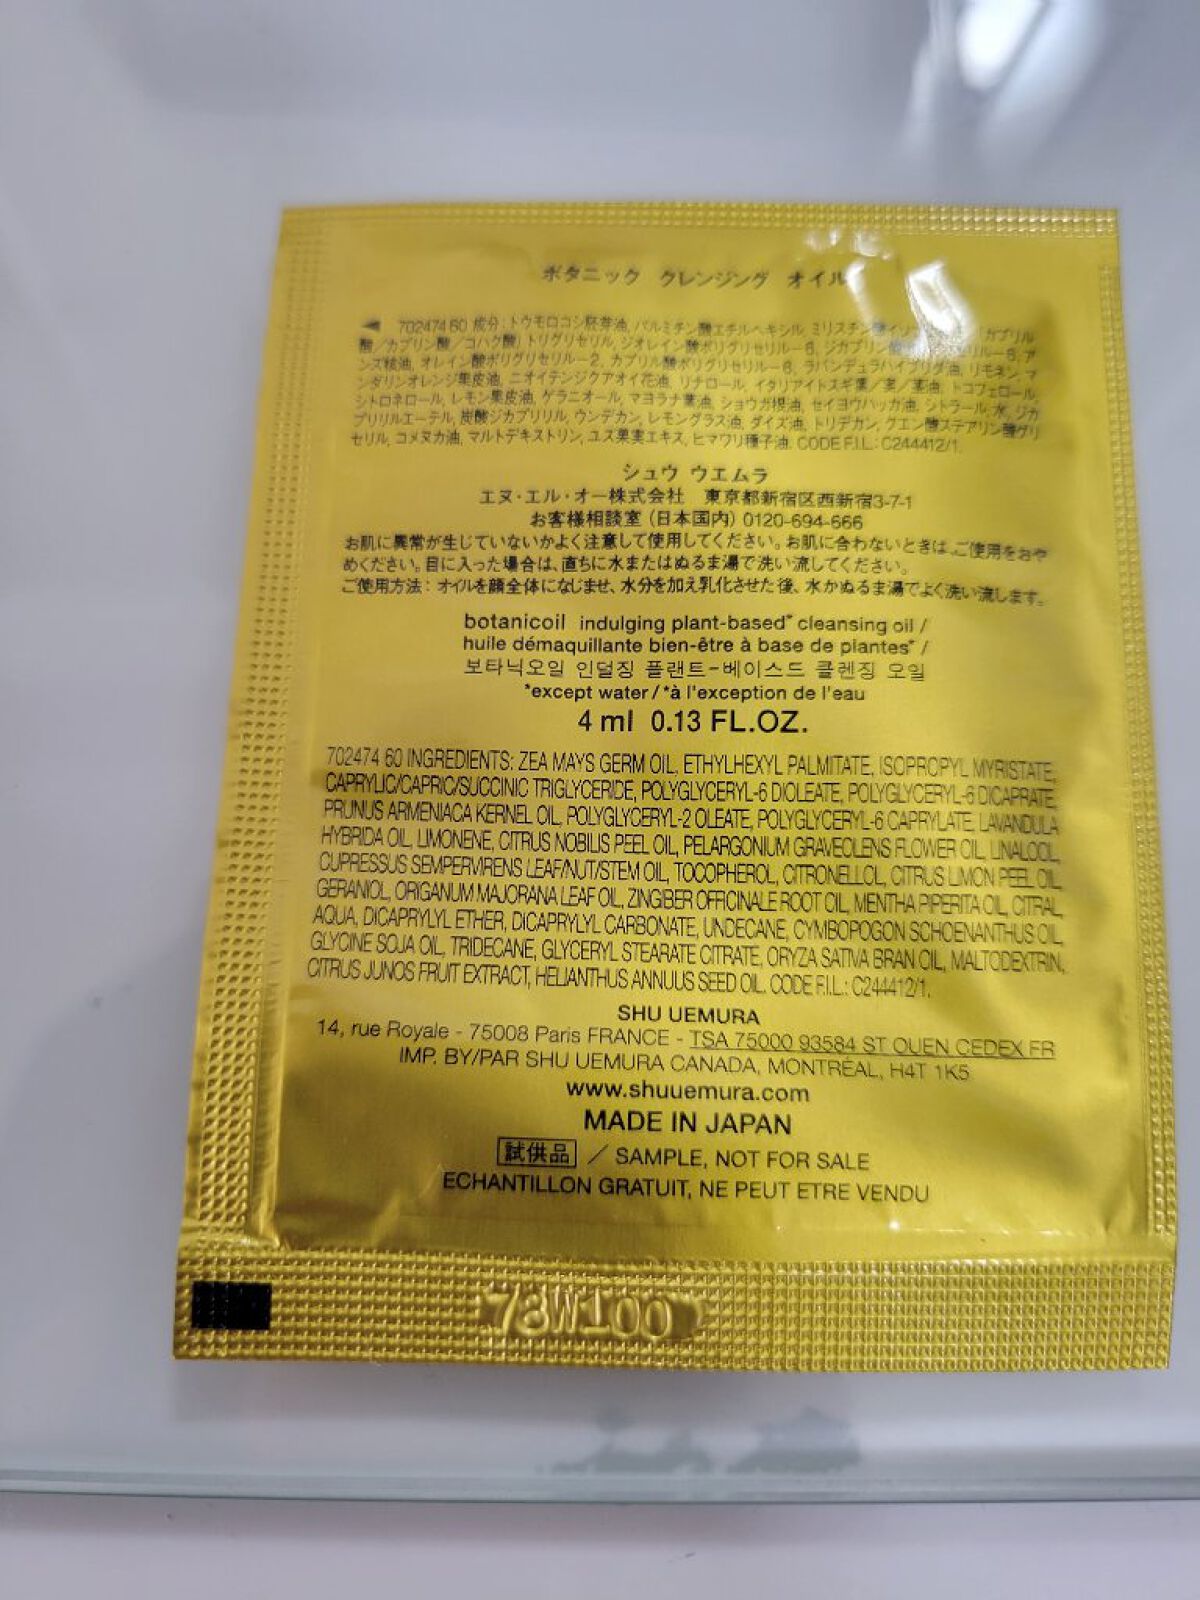 ボタニック クレンジング オイル
702474 60 成分:トウモロコシ胚芽油, パルミチン酸エチルヘキシル, ミリスチン酸イソ カプリル
酸/カプリン酸/コハク酸)トリグリセリル, ジオレイン酸ポリグリセリル-6, ジカプリン酸 リル-6, ア
ンズ核油, オレイン酸ポリグリセリル-2, カプリル酸ポリグリセリル-6, ラバンデュラハイブリダ油, リモネン, マ
ンダリンオレンジ果皮油, ニオイテンジクアオイ花油, リナロール, イタリアイトスギ葉/実/茎油, トコフェロール,
シトロネロール, レモン果皮油, ゲラニオール, マヨラナ葉油, ショウガ根油, セイヨウハッカ油, シトラール, 水, ジカ
プリリルエーテル, 炭酸ジカプリリル, ウンデカン, レモングラス油, ダイズ油, トリデカン, クエン酸ステアリン酸グリ
セリル, コメヌカ油, マルトデキストリン, ユズ果実エキス, ヒマワリ種子油. CODE F.I.L.: C244412/1.
シュウ ウエムラ
エヌ・エル・オー株式会社 東京都新宿区西新宿3-7-1
お客様相談室(日本国内)0120-694-666
お肌に異常が生じていないかよく注意して使用してください。お肌に合わないときは、ご使用をおや
めください。目に入った場合は、直ちに水またはぬるま湯で洗い流してください。
ご使用方法:オイルを顔全体になじませ、水分を加え乳化させた後、水かぬるま湯でよく洗い流します。
botanicoil indulging plant-based* cleansing oil /
huile démaquillante bien-être à base de plantes* /
보타닉오일 인덜징 플랜트-베이스드 클렌징 오일
*except water / *à l'exception de l'eau
4 ml 0.13 FL.OZ.
702474 60 INGREDIENTS: ZEA MAYS GERM OIL, ETHYLHEXYL PALMITATE, ISOPROPYL MYRISTATE,
CAPRYLIC/CAPRIC/SUCCINIC TRIGLYCERIDE, POLYGLYCERYL-6 DIOLEATE, POLYGLYCERYL-6 DICAPRATE,
PRUNUS ARMENIACA KERNEL OIL, POLYGLYCERYL-2 OLEATE, POLYGLYCERYL-6 CAPRYLATE, LAVANDULA
HYBRIDA OIL, LIMONENE, CITRUS NOBILIS PEEL OIL, PELARGONIUM GRAVEOLENS FLOWER OIL, LINALOOL,
CUPRESSUS SEMPERVIRENS LEAF/NUT/STEM OIL, TOCOPHEROL, CITRONELLOL, CITRUS LIMON PEEL OIL,
GERANIOL, ORIGANUM MAJORANA LEAF OIL, ZINGIBER OFFICINALE ROOT OIL, MENTHA PIPERITA OIL, CITRAL,
AQUA, DICAPRYLYL ETHER, DICAPRYLYL CARBONATE, UNDECANE, CYMBOPOGON SCHOENANTHUS OIL,
GLYCINE SOJA OIL, TRIDECANE, GLYCERYL STEARATE CITRATE, ORYZA SATIVA BRAN OIL, MALTODEXTRIN,
CITRUS JUNOS FRUIT EXTRACT, HELIANTHUS ANNUUS SEED OIL. CODE F.I.L.: C244412/1.
SHU UEMURA
14, rue Royale - 75008 Paris FRANCE - TSA 75000 93584 ST OUEN CEDEX FR
IMP. BY/PAR SHU UEMURA CANADA, MONTRÉAL, H4T 1K5
www.shuuemura.com
MADE IN JAPAN
試供品 / SAMPLE, NOT FOR SALE
ECHANTILLON GRATUIT, NE PEUT ETRE VENDU
78W100